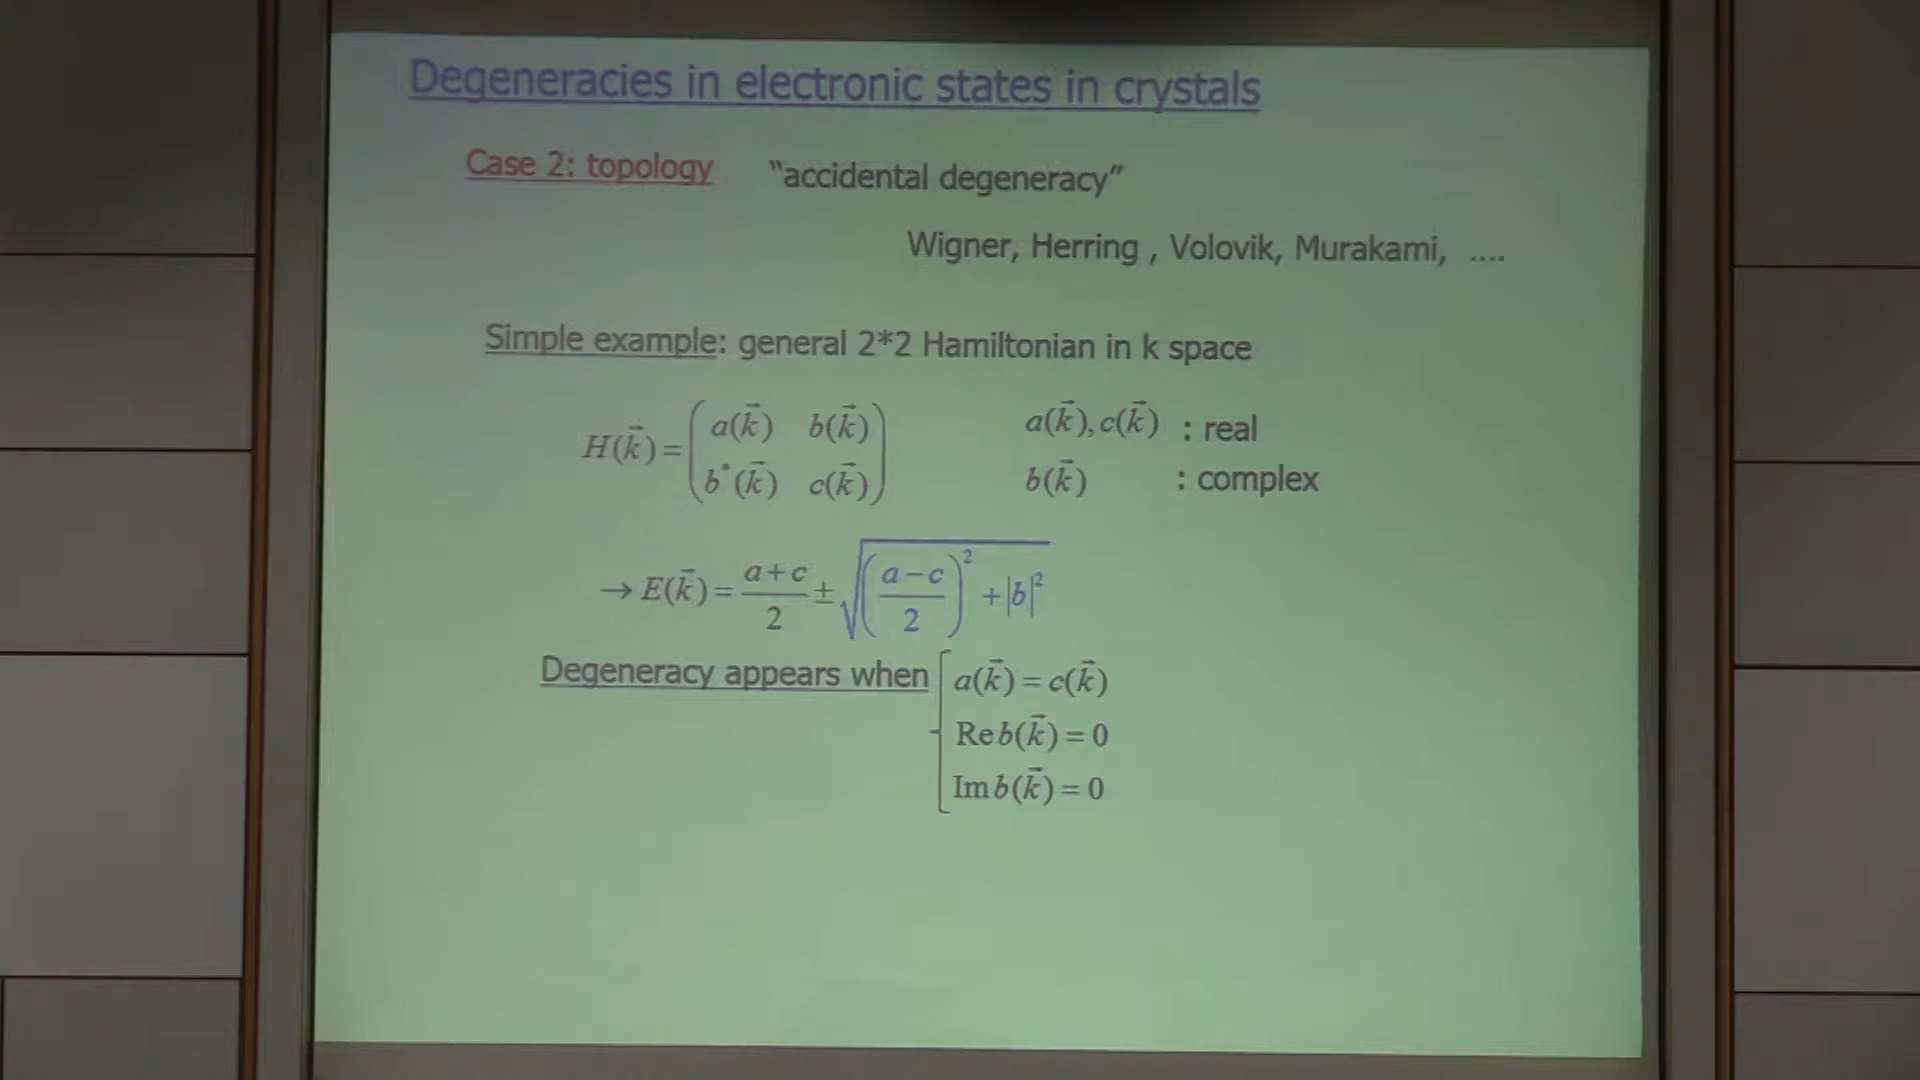 Degeneracies in electronic states in crystals
Case 2: topology "accidental degeneracy"
Wigner, Herring , Volovik, Murakami, ....
Simple example: general 2*2 Hamiltonian in k space
H(k⃗) = ( a(k⃗) b(k⃗)
b*(k⃗) c(k⃗) )
a(k⃗), c(k⃗) : real
b(k⃗) : complex
→ E(k⃗) = (a+c)/2 ± √(((a−c)/2)² + |b|²)
Degeneracy appears when { a(k⃗) = c(k⃗)
Re b(k⃗) = 0
Im b(k⃗) = 0